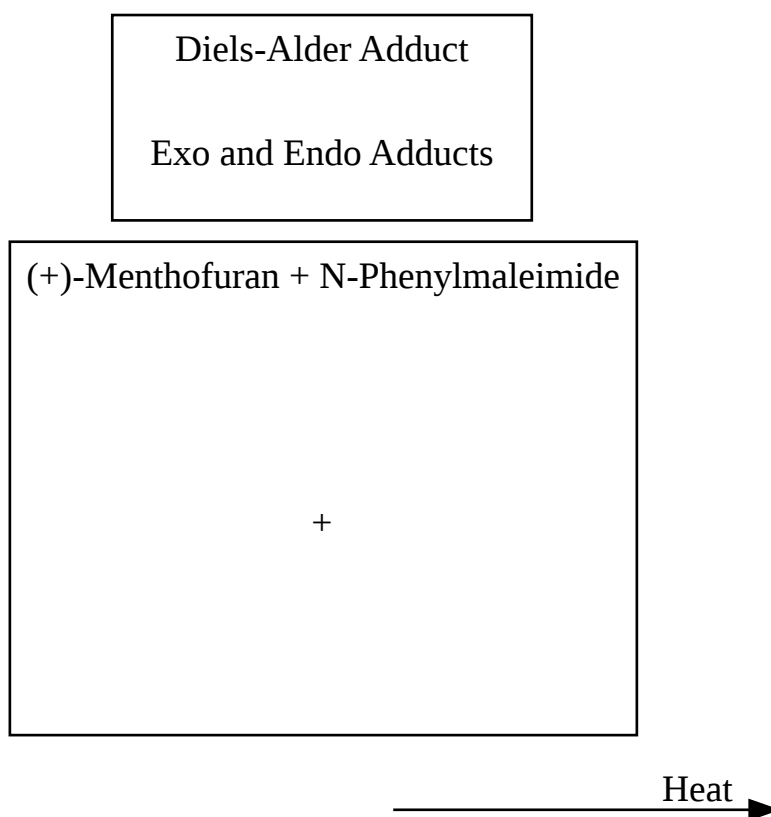 Diels-Alder Adduct
Exo and Endo Adducts
(+)-Menthofuran + N-Phenylmaleimide
+
Heat